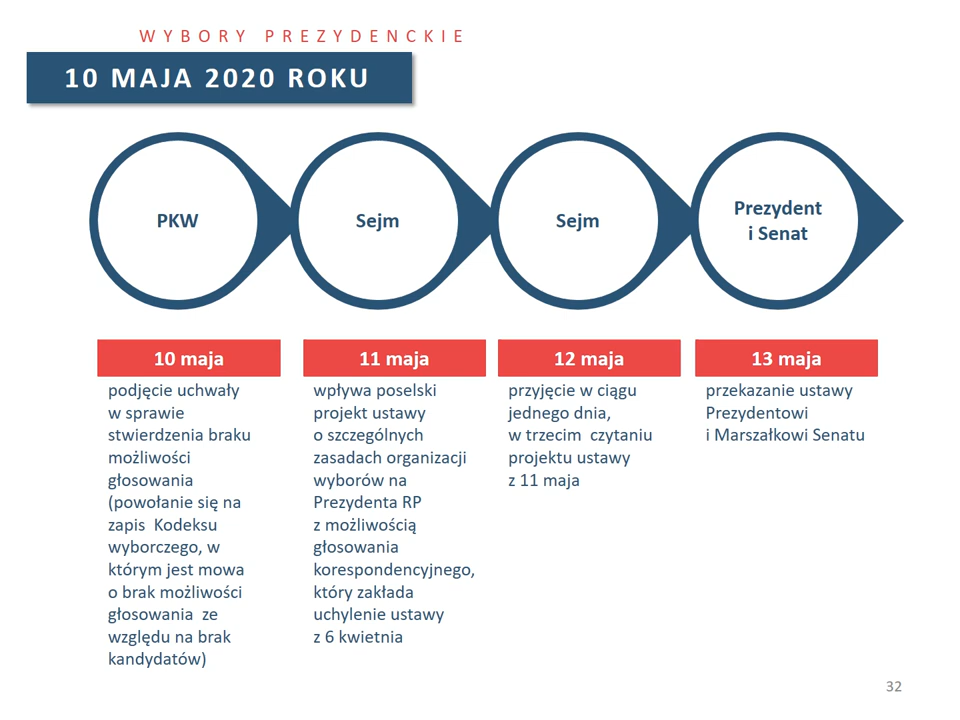 WYBORY PREZYDENCKIE
10 MAJA 2020 ROKU
PKW
Sejm
Sejm
Prezydent
i Senat
10 maja
podjęcie uchwały
w sprawie
stwierdzenia braku
możliwości
głosowania
(powołanie się na
zapis Kodeksu
wyborczego, w
którym jest mowa
o brak możliwości
głosowania ze
względu na brak
kandydatów)
11 maja
wpływa poselski
projekt ustawy
o szczególnych
zasadach organizacji
wyborów na
Prezydenta RP
z możliwością
głosowania
korespondencyjnego,
który zakłada
uchylenie ustawy
z 6 kwietnia
12 maja
przyjęcie w ciągu
jednego dnia,
w trzecim czytaniu
projektu ustawy
z 11 maja
13 maja
przekazanie ustawy
Prezydentowi
i Marszałkowi Senatu
32